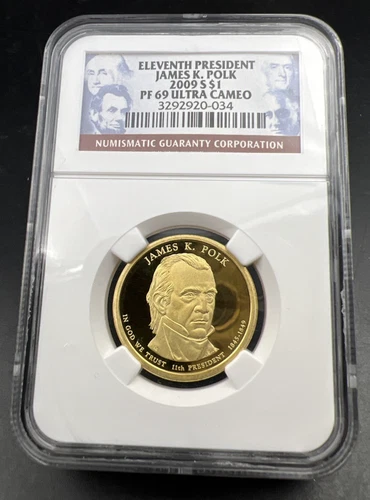 ELEVENTH PRESIDENT
JAMES K. POLK
2009 S $1
PF 69 ULTRA CAMEO
3292920-034
NUMISMATIC GUARANTY CORPORATION
JAMES K. POLK
IN GOD WE TRUST 11th PRESIDENT 1845-1849